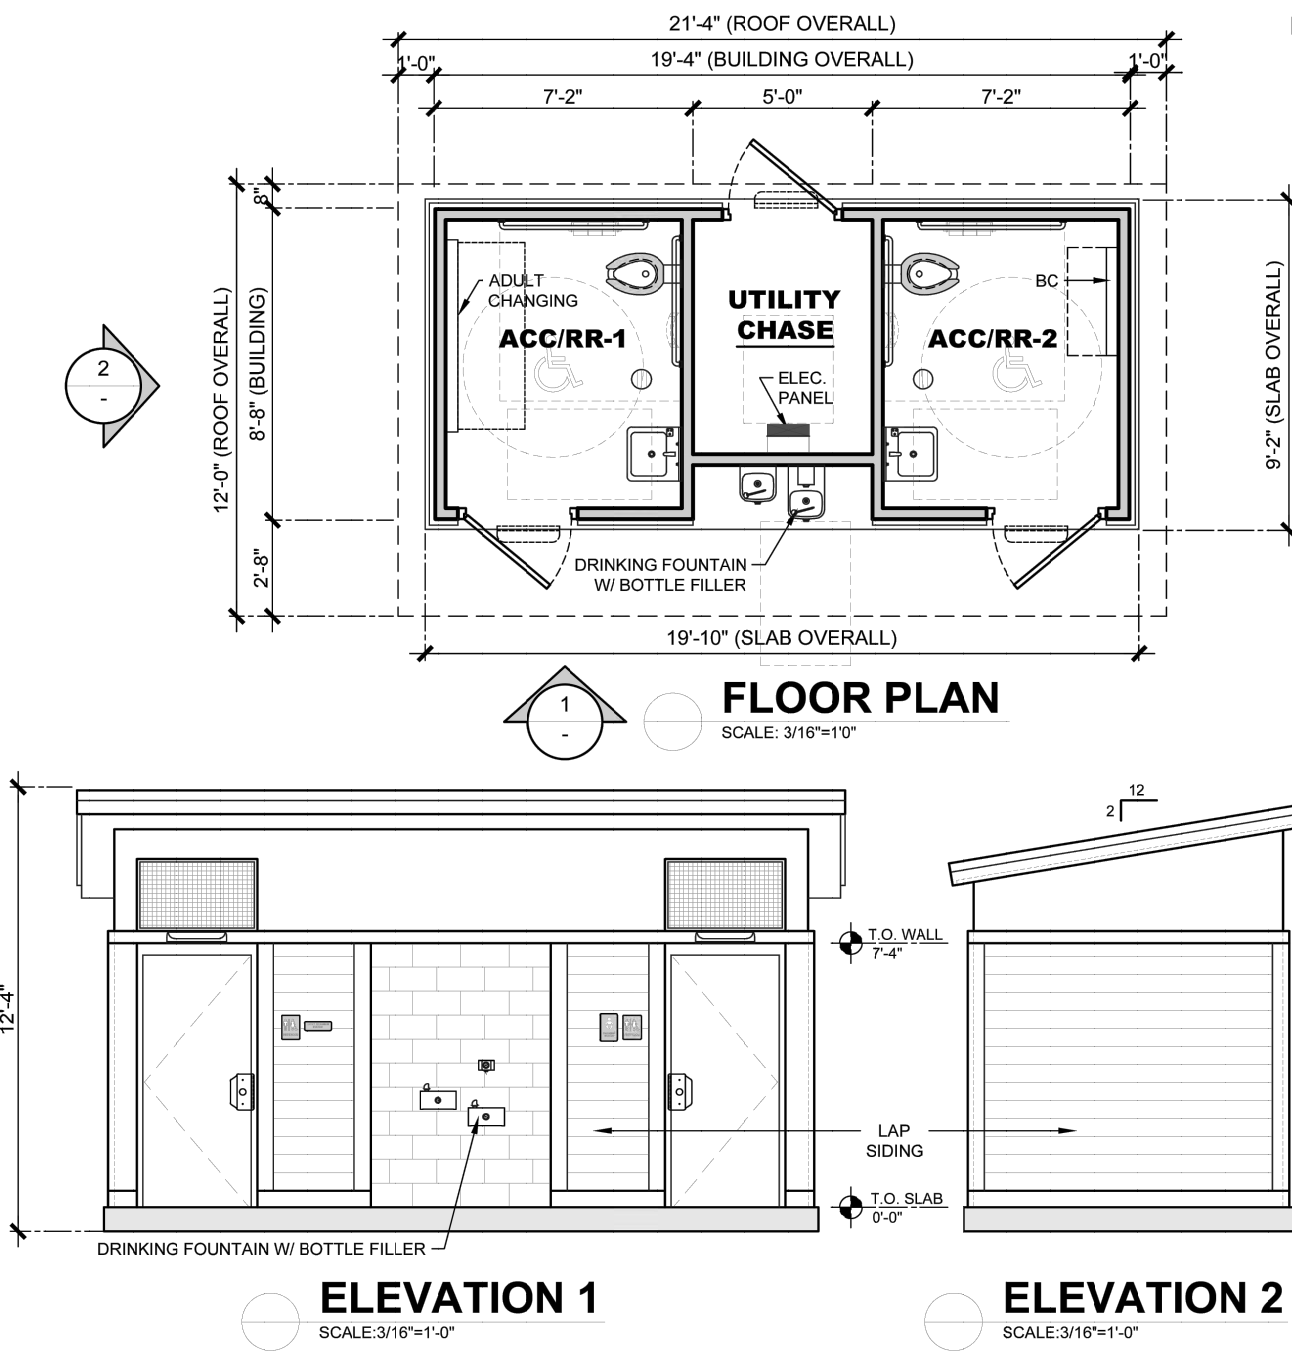 21'-4" (ROOF OVERALL)
1'-0"
19'-4" (BUILDING OVERALL)
1'-0"
7'-2"
5'-0"
7'-2"
8"
12'-0" (ROOF OVERALL)
8'-8" (BUILDING)
2'-8"
9'-2" (SLAB OVERALL)
ADULT
CHANGING
ACC/RR-1
UTILITY
CHASE
ELEC.
PANEL
BC
ACC/RR-2
2
-
DRINKING FOUNTAIN
W/ BOTTLE FILLER
19'-10" (SLAB OVERALL)
1
-
FLOOR PLAN
SCALE: 3/16"=1'0"
12
2
12'-4"
T.O. WALL
7'-4"
LAP
SIDING
T.O. SLAB
0'-0"
DRINKING FOUNTAIN W/ BOTTLE FILLER
ELEVATION 1
SCALE:3/16"=1'-0"
ELEVATION 2
SCALE:3/16"=1'-0"